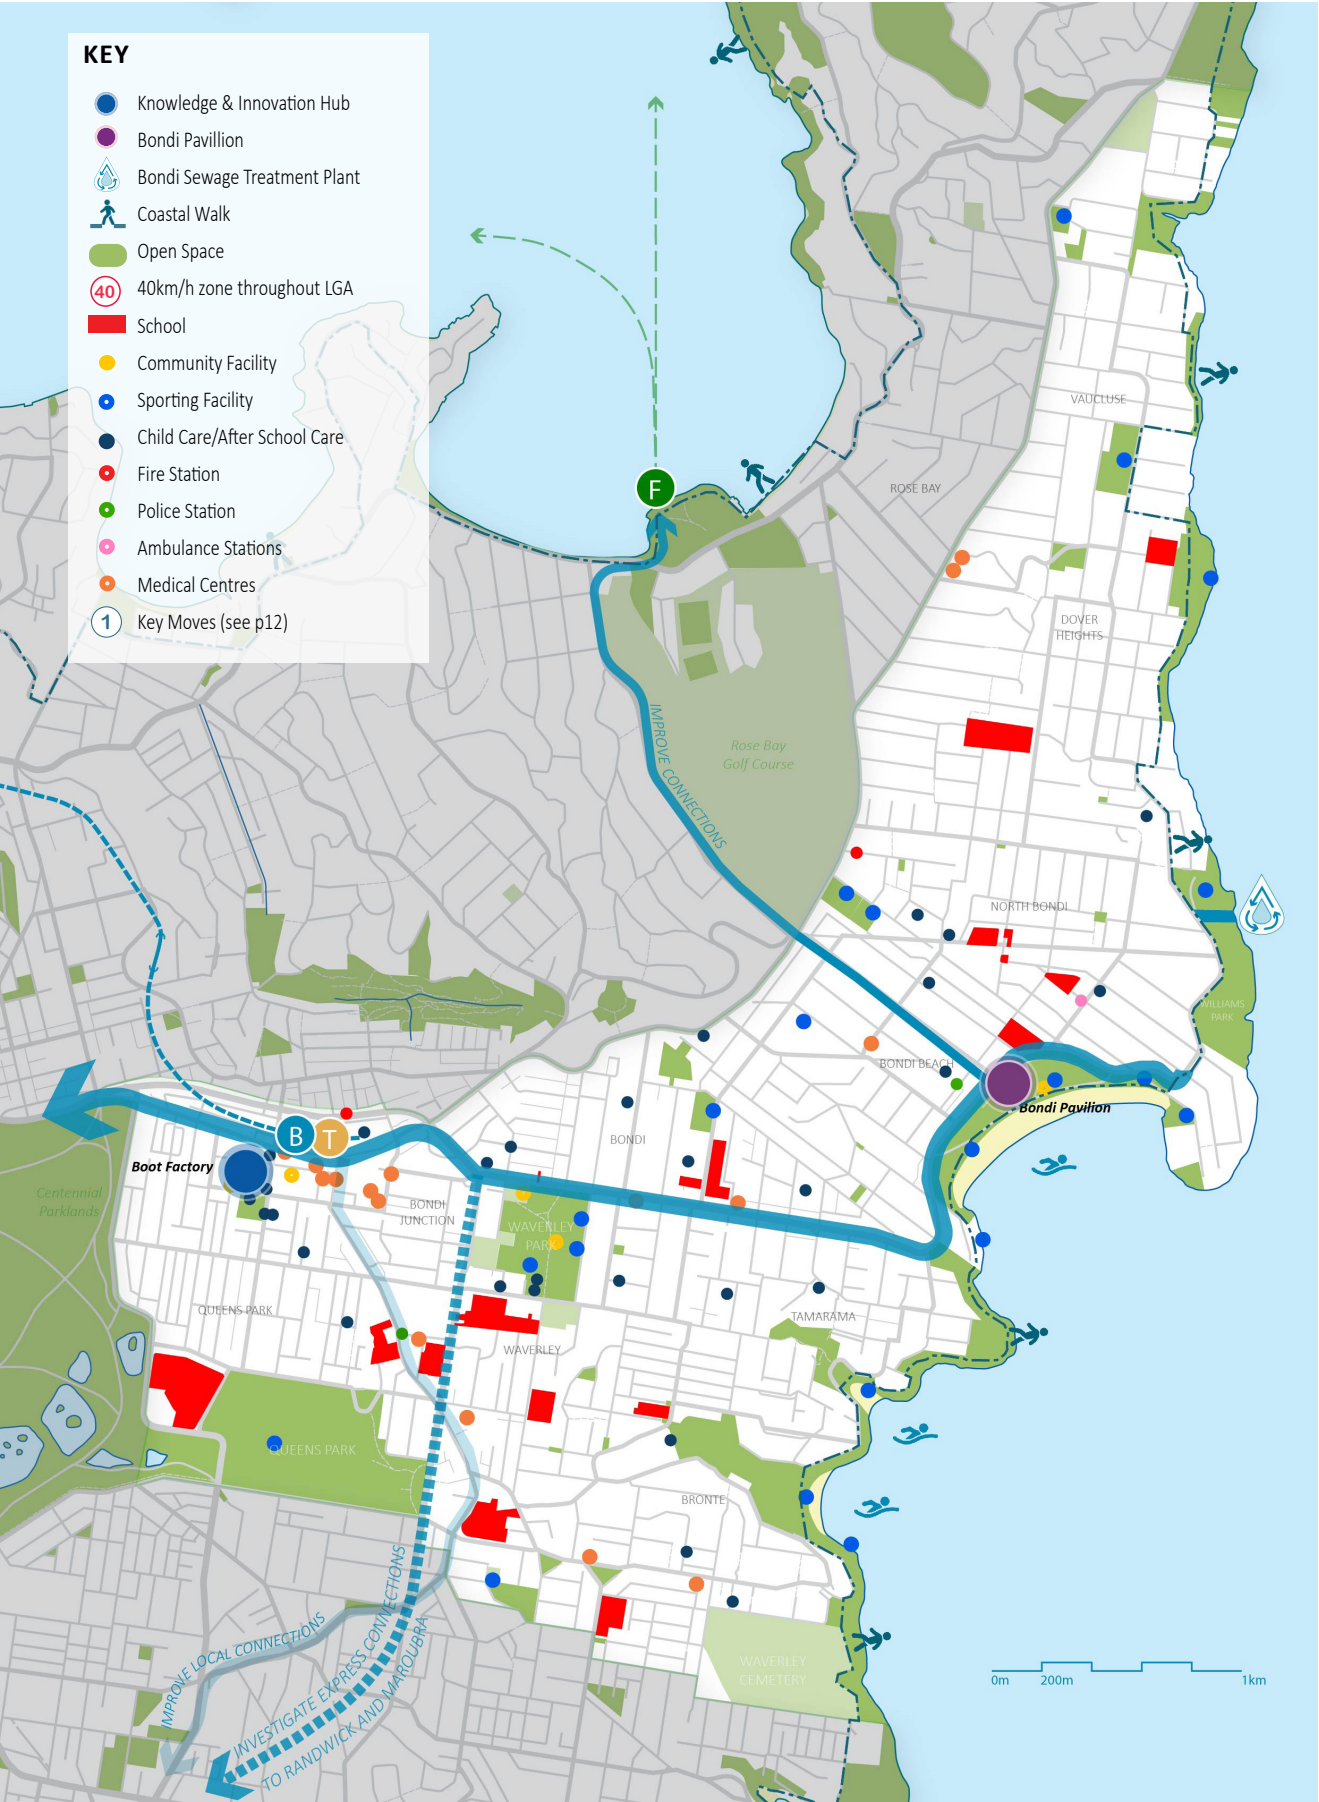 KEY
Knowledge & Innovation Hub
Bondi Pavillion
Bondi Sewage Treatment Plant
Coastal Walk
Open Space
40
40km/h zone throughout LGA
School
Community Facility
Sporting Facility
Child Care/After School Care
Fire Station
Police Station
Ambulance Stations
Medical Centres
1
Key Moves (see p12)
VAUCLUSE
F
ROSE BAY
DOVER
HEIGHTS
IMPROVE CONNECTIONS
Rose Bay
Golf Course
NORTH BONDI
WILLIAMS
PARK
BONDI BEACH
Bondi Pavilion
B
T
BONDI
Boot Factory
Centennial
Parklands
BONDI
JUNCTION
WAVERLEY
PARK
QUEENS PARK
TAMARAMA
WAVERLEY
QUEENS PARK
BRONTE
WAVERLEY
CEMETERY
IMPROVE LOCAL CONNECTIONS
INVESTIGATE EXPRESS CONNECTIONS
TO RANDWICK AND MAROUBRA
0m
200m
1km